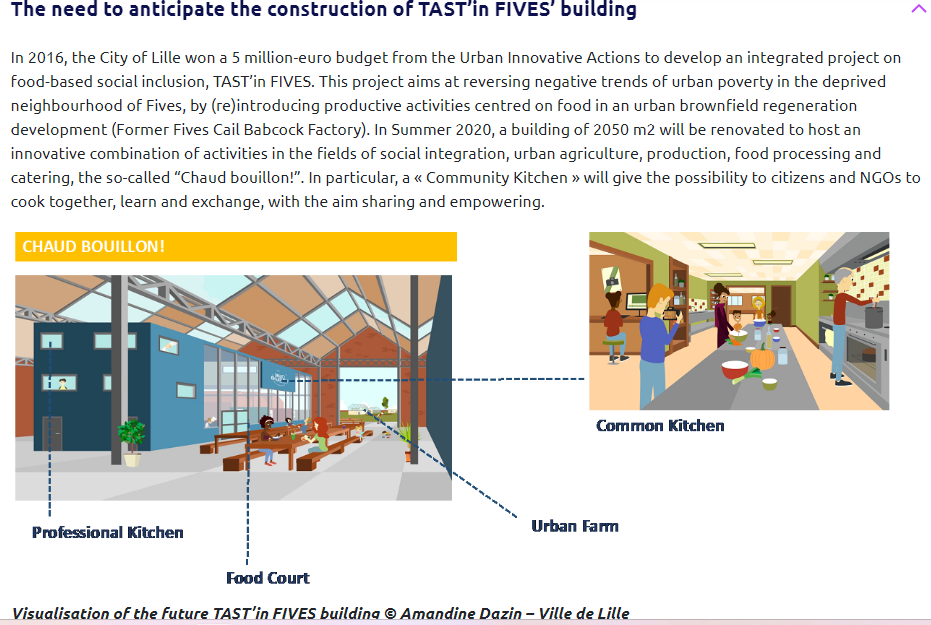 The need to anticipate the construction of TAST’in FIVES’ building
In 2016, the City of Lille won a 5 million-euro budget from the Urban Innovative Actions to develop an integrated project on
food-based social inclusion, TAST’in FIVES. This project aims at reversing negative trends of urban poverty in the deprived
neighbourhood of Fives, by (re)introducing productive activities centred on food in an urban brownfield regeneration
development (Former Fives Cail Babcock Factory). In Summer 2020, a building of 2050 m2 will be renovated to host an
innovative combination of activities in the fields of social integration, urban agriculture, production, food processing and
catering, the so-called “Chaud bouillon!”. In particular, a « Community Kitchen » will give the possibility to citizens and NGOs to
cook together, learn and exchange, with the aim sharing and empowering.
CHAUD BOUILLON!
Common Kitchen
Urban Farm
Professional Kitchen
Food Court
Visualisation of the future TAST’in FIVES building © Amandine Dazin – Ville de Lille